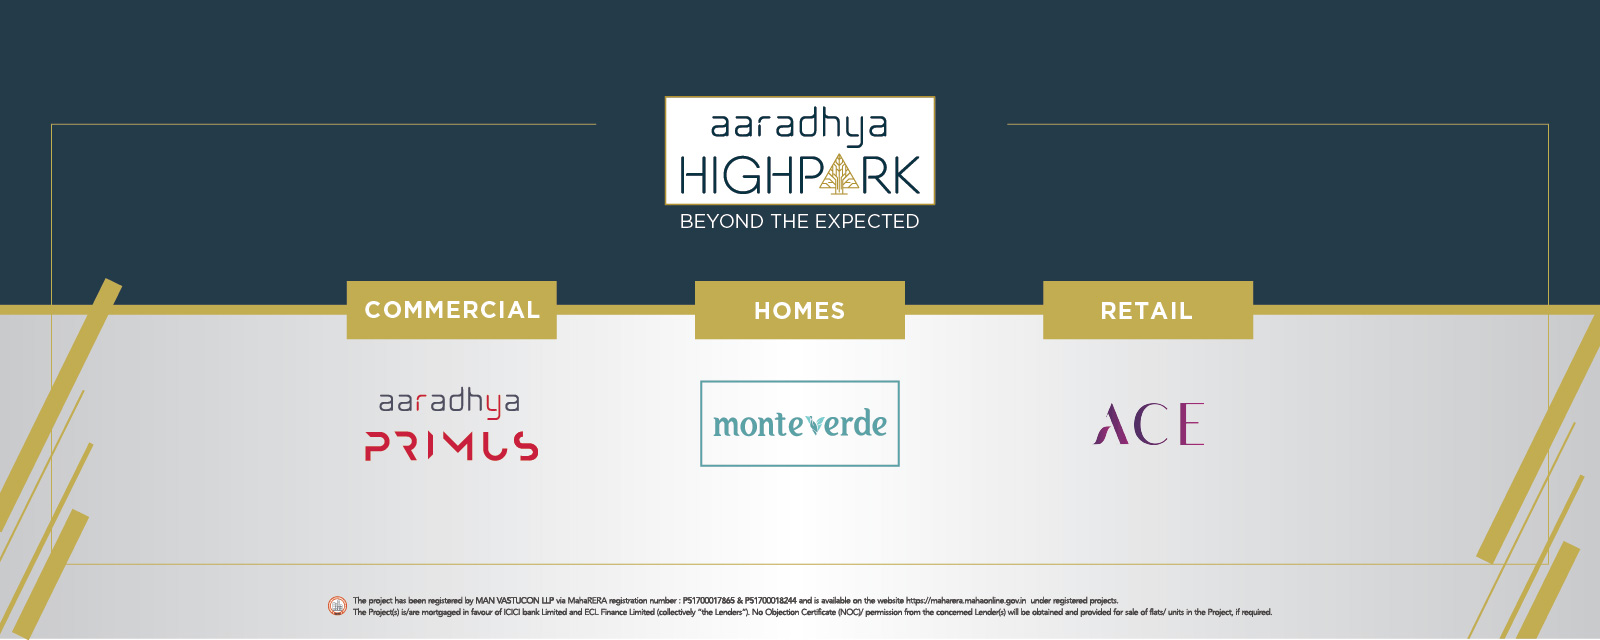 aaradhya
HIGHPARK
BEYOND THE EXPECTED
COMMERCIAL
HOMES
RETAIL
aaradhya
PRIMUS
monteverde
ACE
The project has been registered by MAN VASTUCON LLP via MahaRERA registration number : P51700017865 & P51700018244 and is available on the website https://maharera.mahaonline.gov.in under registered projects.
The Project(s) is/are mortgaged in favour of ICICI bank Limited and ECL Finance Limited (collectively "the Lenders"). No Objection Certificate (NOC)/ permission from the concerned Lender(s) will be obtained and provided for sale of flats/ units in the Project, if required.